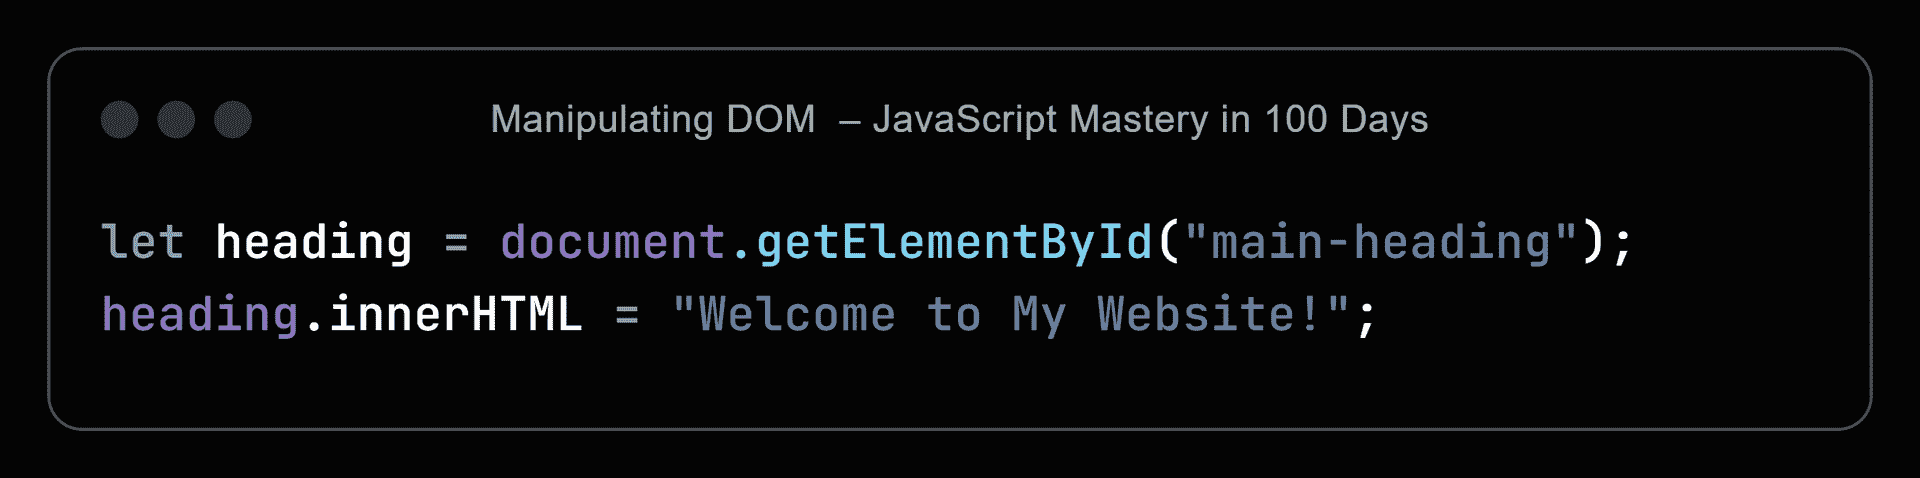 Manipulating DOM  – JavaScript Mastery in 100 Days
let heading = document.getElementById("main-heading");
heading.innerHTML = "Welcome to My Website!";